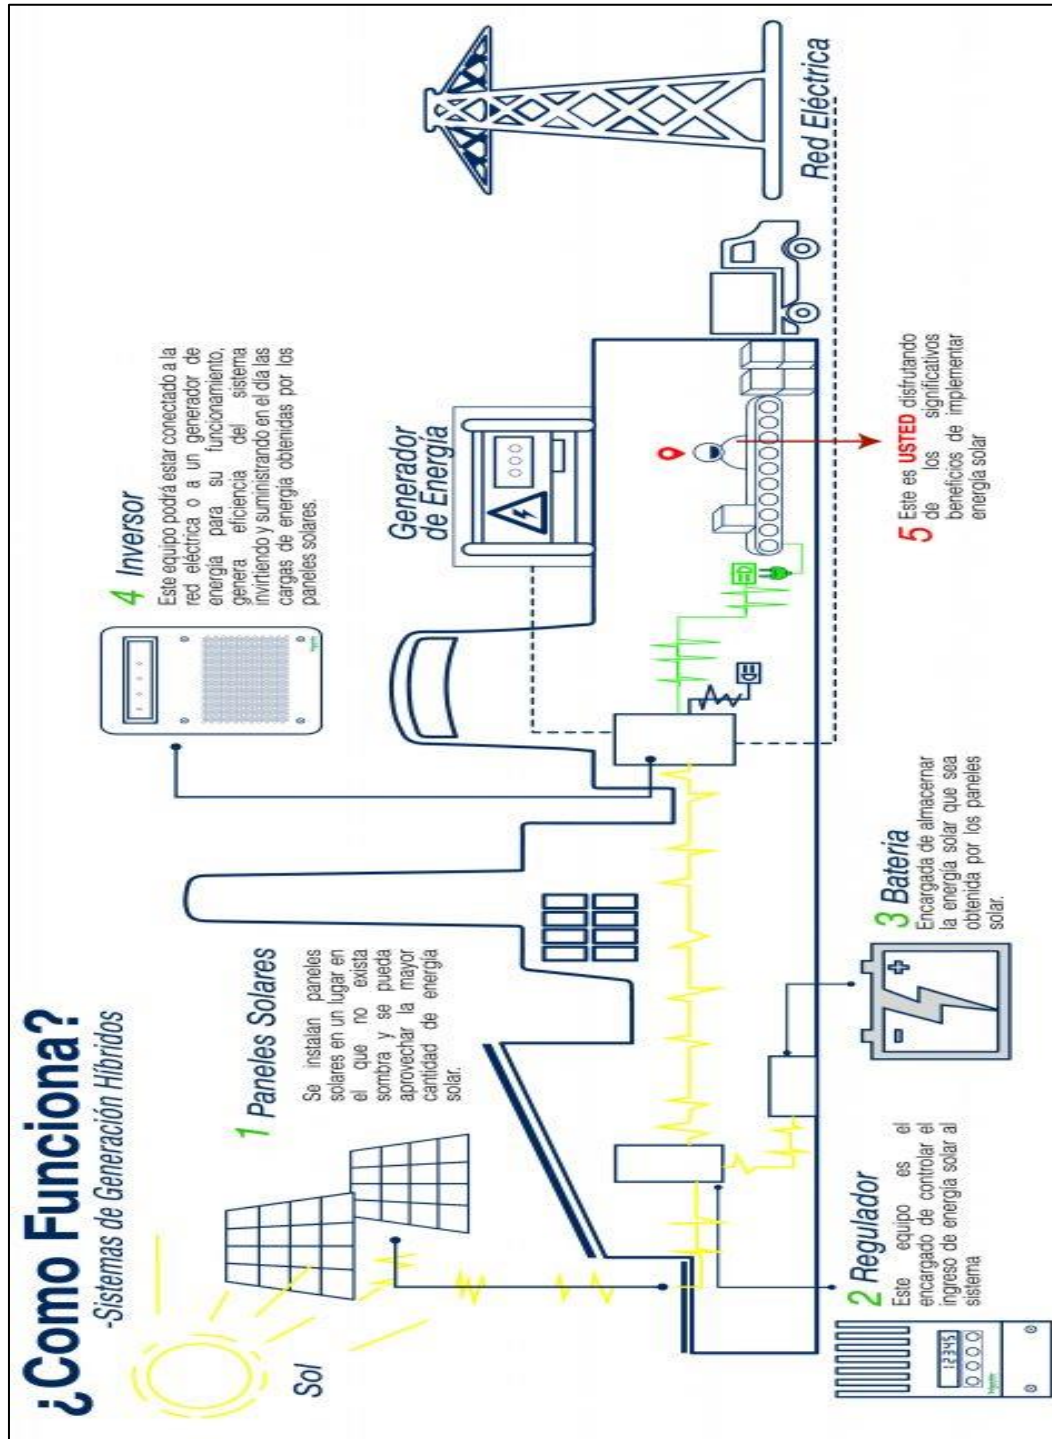 ¿Como Funciona?
-Sistemas de Generación Híbridos
Sol
1 Paneles Solares
Se instalan paneles
solares en un lugar en
el que no exista
sombra y se pueda
aprovechar la mayor
cantidad de energía
solar.
4 Inversor
Este equipo podrá estar conectado a la
red eléctrica o a un generador de
energía para su funcionamiento,
genera eficiencia del sistema
invirtiendo y suministrando en el día las
cargas de energía obtenidas por los
paneles solares.
Generador
de Energía
Red Eléctrica
2 Regulador
Este equipo es el
encargado de controlar el
ingreso de energía solar al
sistema
12345
3 Bateria
Encargada de almacernar
la energía solar que sea
obtenida por los paneles
solar.
5 Este es USTED disfrutando
de los significativos
beneficios de implementar
energía solar